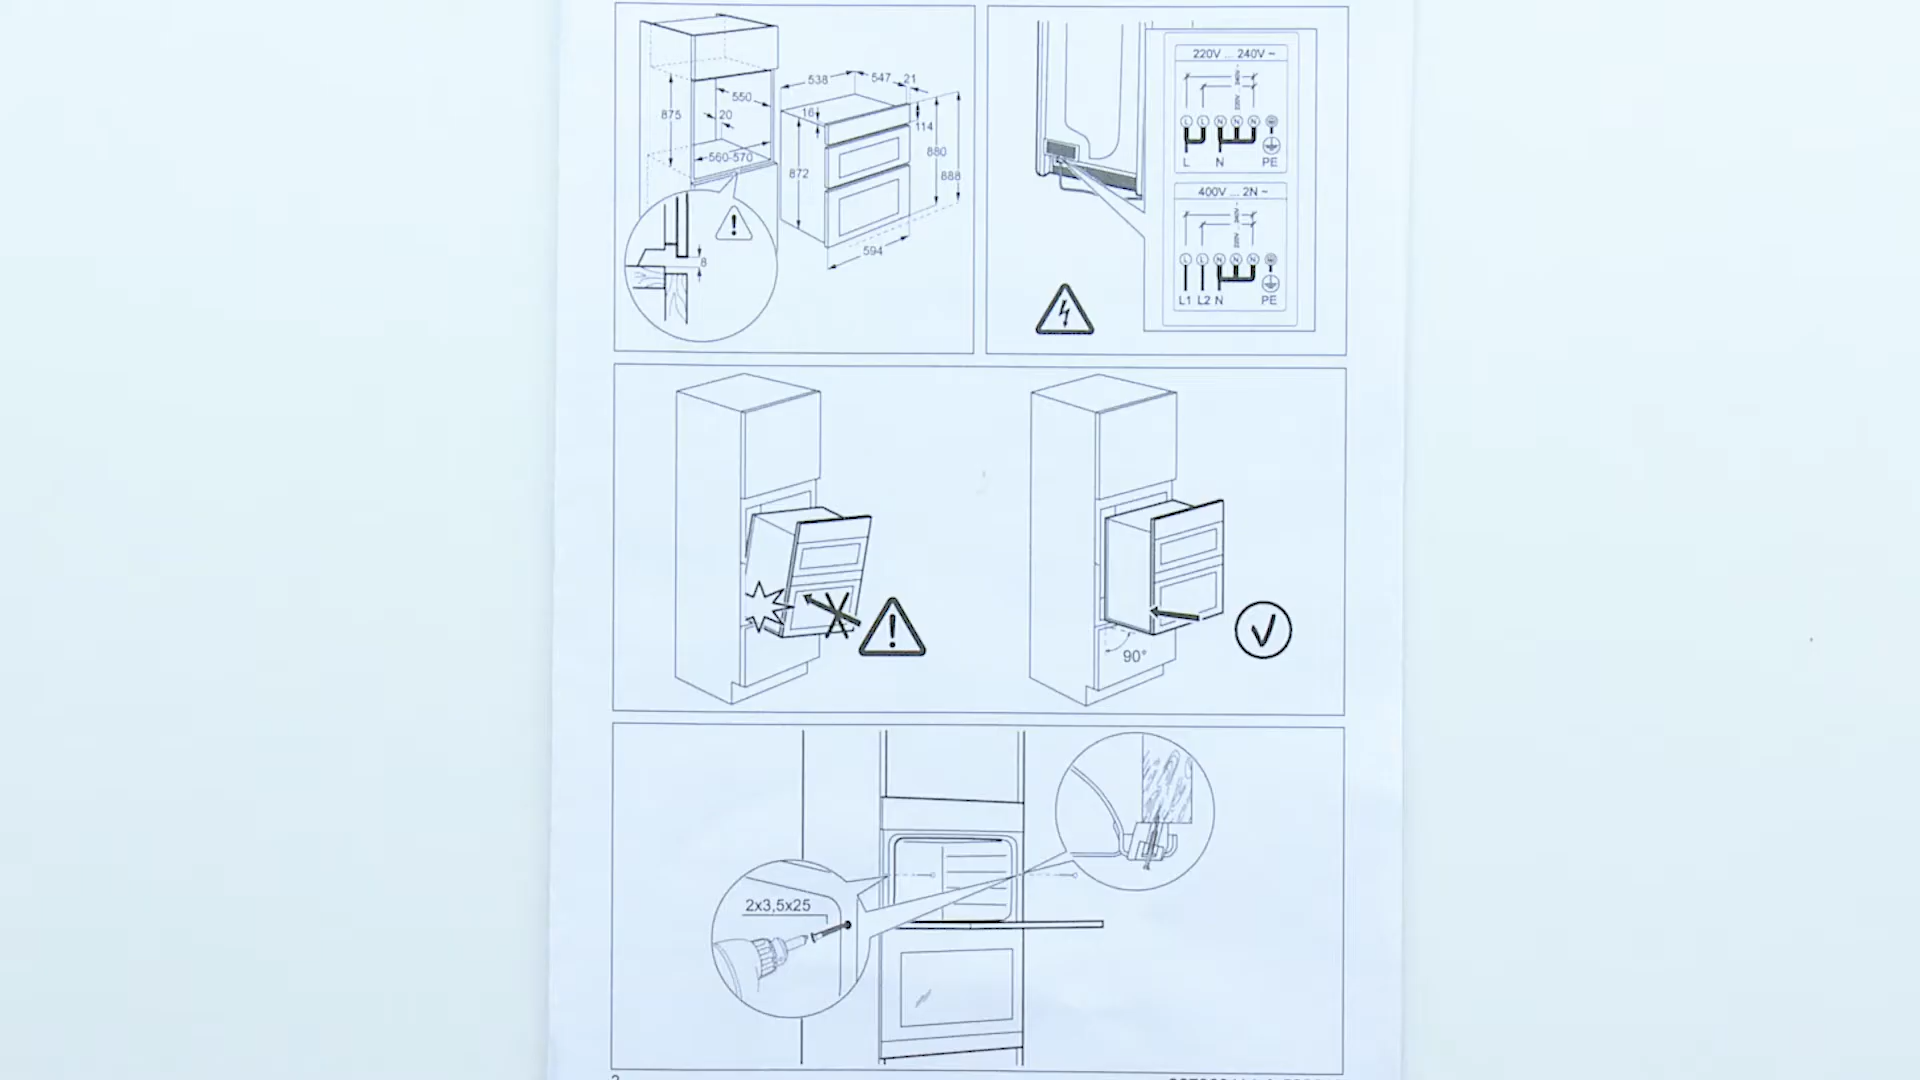 875
550
20
560-570
8
538
547
21
16
114
872
880
888
594
220V ... 240V ~
L L N N N
L N PE
400V ... 2N ~
L L N N N
L1 L2 N PE
90°
2x3,5x25